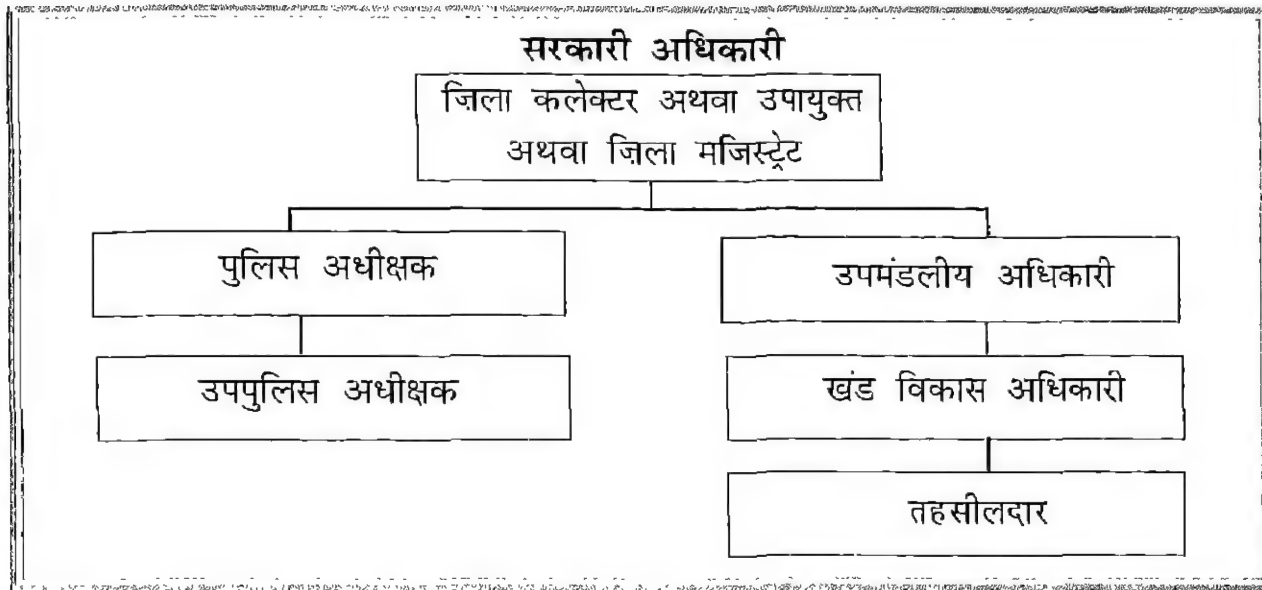 सरकारी अधिकारी
ज़िला कलेक्टर अथवा उपायुक्त
अथवा ज़िला मजिस्ट्रेट
पुलिस अधीक्षक
उपमंडलीय अधिकारी
उपपुलिस अधीक्षक
खंड विकास अधिकारी
तहसीलदार